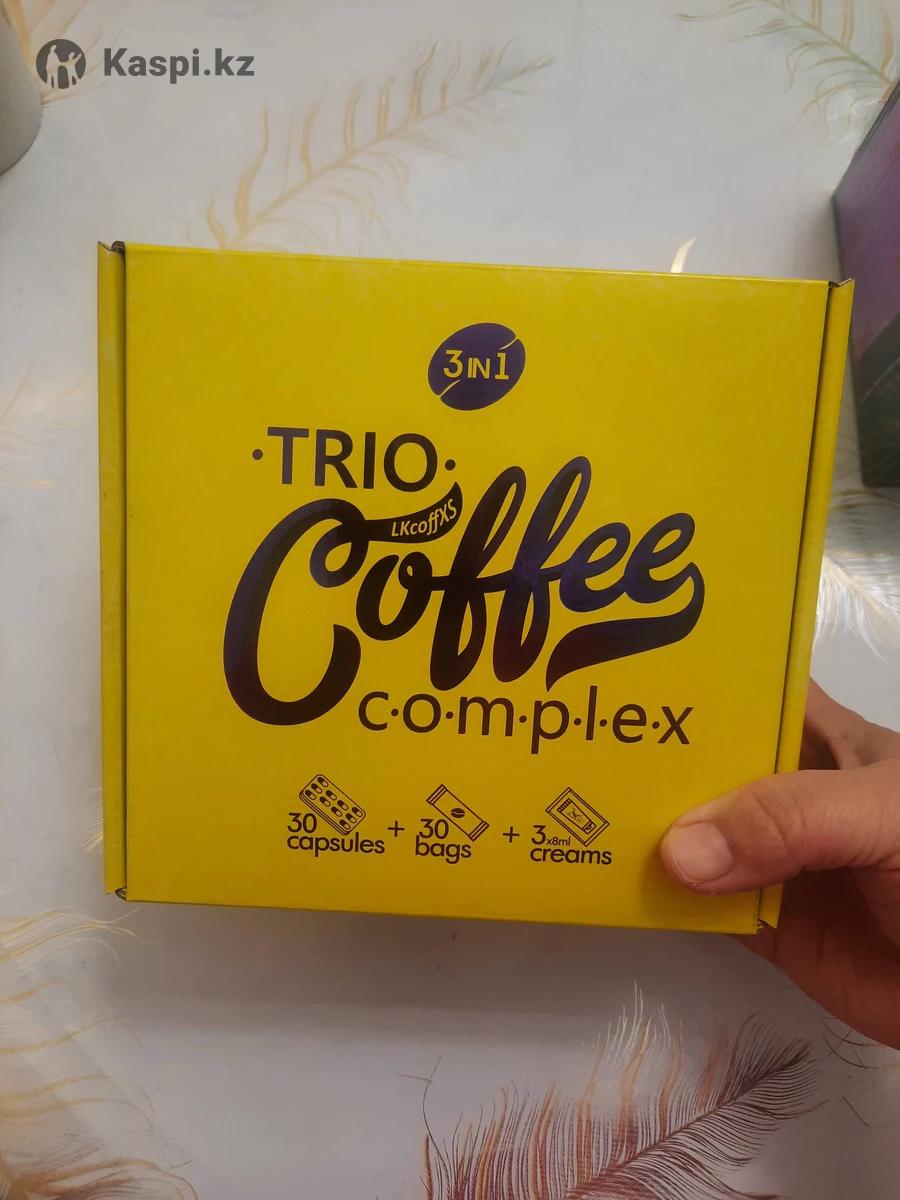 Kaspi.kz
3IN1
·TRIO·
LKcoffXS
Coffee
c·o·m·p·l·e·x
30 capsules + 30 bags + 3x8ml creams